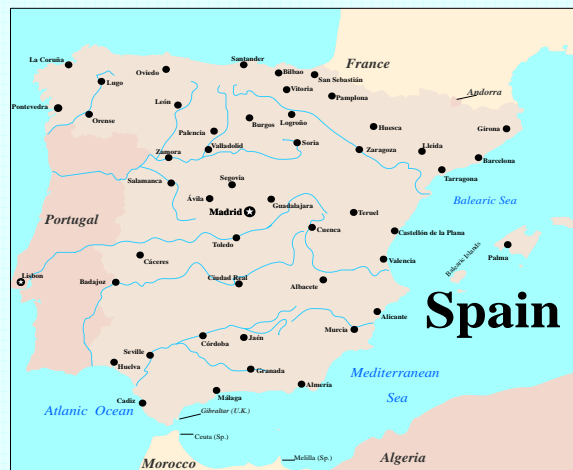 La Coruña
Oviedo
Santander
Bilbao
San Sebastián
France
Lugo
Vitoria
Pamplona
Andorra
Pontevedra
Orense
León
Burgos
Logroño
Huesca
Girona
Palencia
Valladolid
Soria
Zaragoza
Lleida
Barcelona
Zamora
Tarragona
Salamanca
Segovia
Ávila
Guadalajara
Balearic Sea
Madrid
Teruel
Portugal
Cuenca
Castellón de la Plana
Toledo
Cáceres
Valencia
Palma
Balearic Islands
Lisbon
Badajoz
Ciudad Real
Albacete
Spain
Alicante
Murcia
Córdoba
Jaén
Seville
Huelva
Granada
Mediterranean
Sea
Almería
Cadiz
Málaga
Atlanic Ocean
Gibraltar (U.K.)
Ceuta (Sp.)
Melilla (Sp.)
Morocco
Algeria